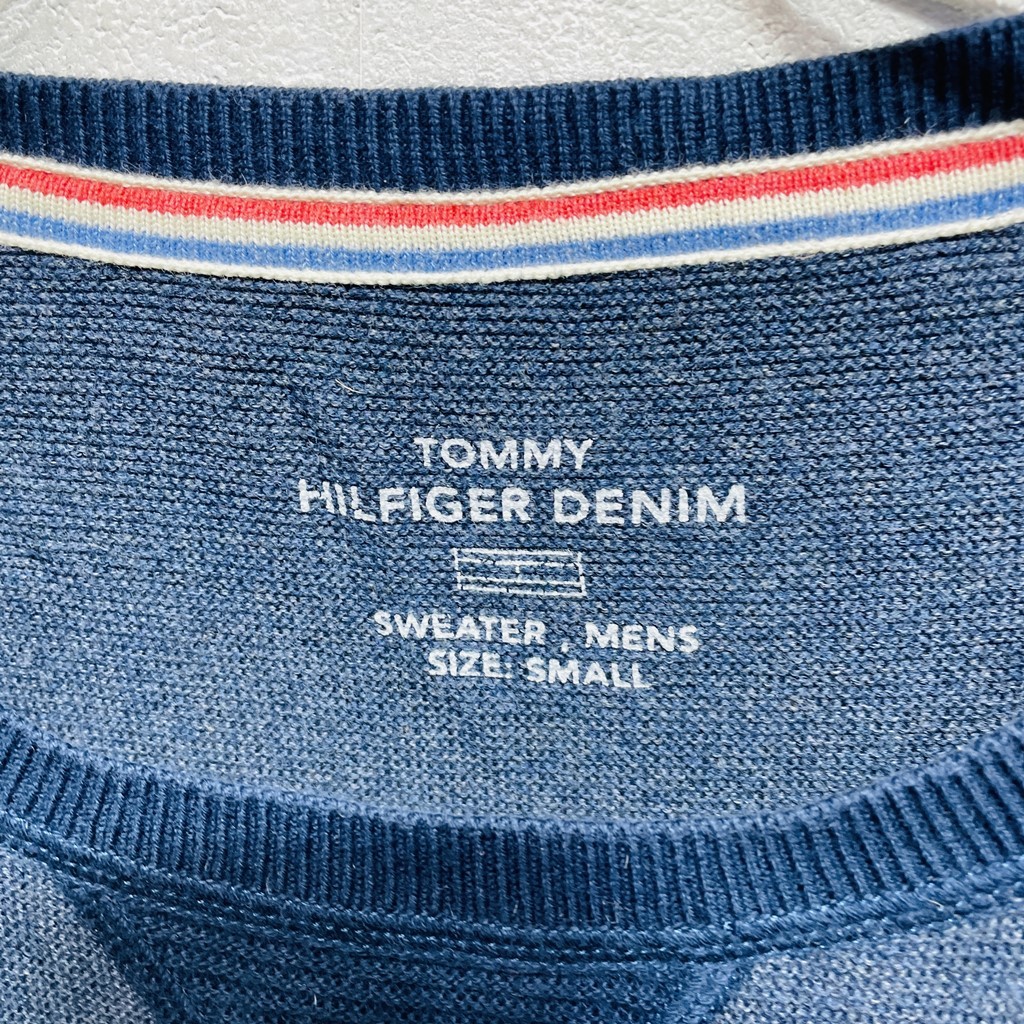 TOMMY
HILFIGER DENIM
SWEATER , MENS
SIZE: SMALL